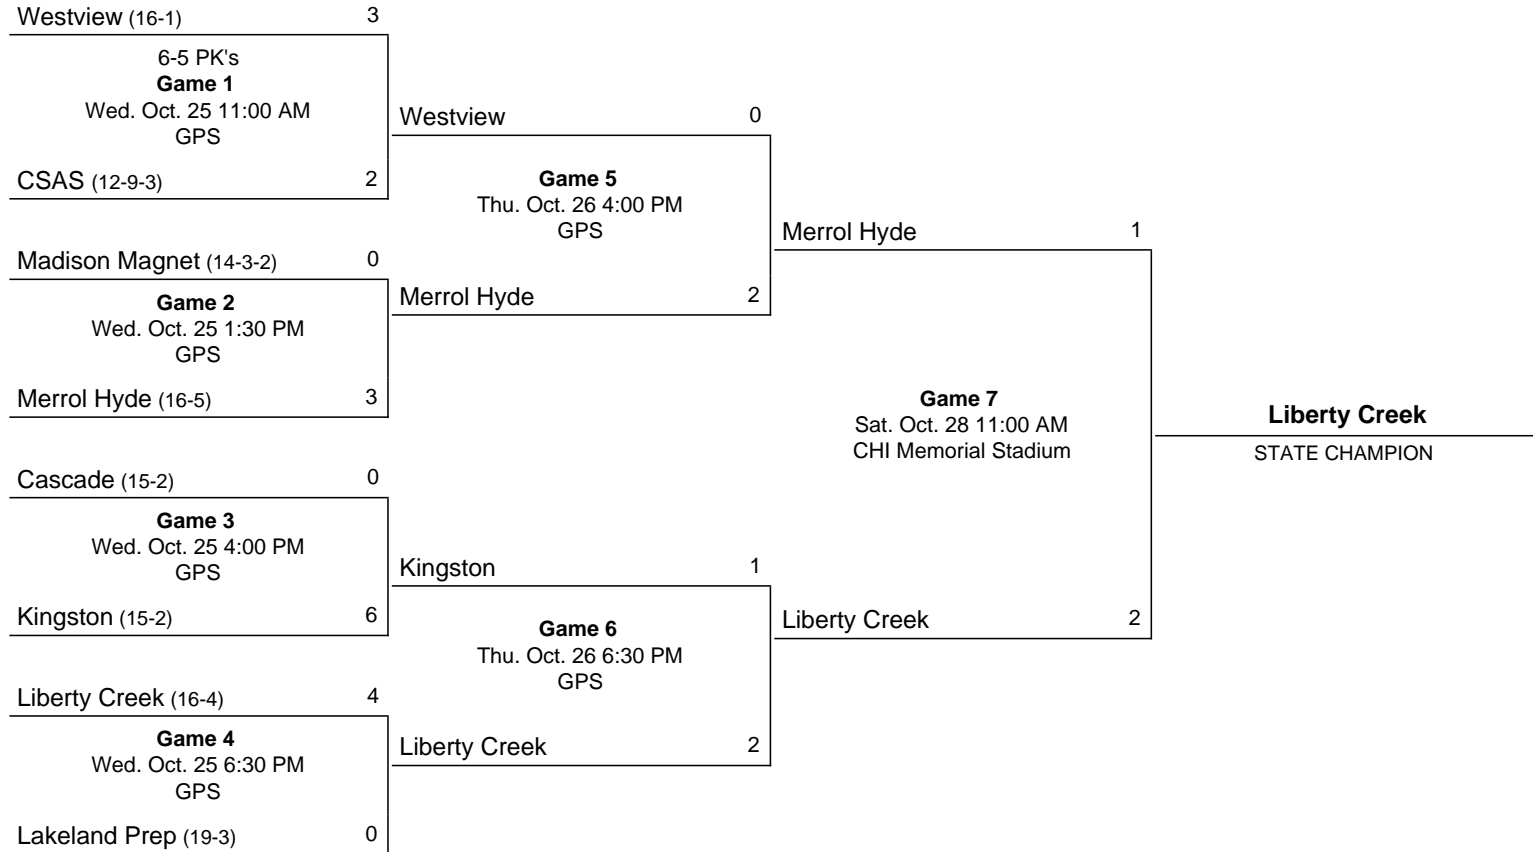 Westview (16-1) 3
6-5 PK's
Game 1
Wed. Oct. 25 11:00 AM
GPS
CSAS (12-9-3) 2
Madison Magnet (14-3-2) 0
Game 2
Wed. Oct. 25 1:30 PM
GPS
Merrol Hyde (16-5) 3
Cascade (15-2) 0
Game 3
Wed. Oct. 25 4:00 PM
GPS
Kingston (15-2) 6
Liberty Creek (16-4) 4
Game 4
Wed. Oct. 25 6:30 PM
GPS
Lakeland Prep (19-3) 0
Westview 0
Game 5
Thu. Oct. 26 4:00 PM
GPS
Merrol Hyde 2
Kingston 1
Game 6
Thu. Oct. 26 6:30 PM
GPS
Liberty Creek 2
Merrol Hyde 1
Game 7
Sat. Oct. 28 11:00 AM
CHI Memorial Stadium
Liberty Creek 2
Liberty Creek
STATE CHAMPION